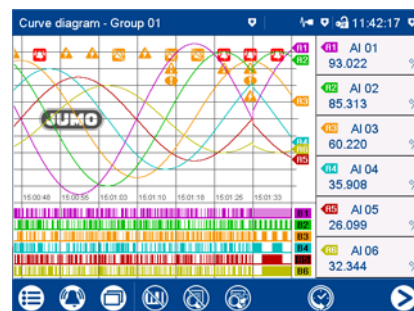 Curve diagram - Group 01
11:42:17
A1
A2
A3
A4
A6
A5
JUMO
15:00:48 15:00:55 15:01:03 15:01:10 15:01:18 15:01:26 15:01:33
B1
B2
B3
B4
B6
A1 AI 01
93.022 %
A2 AI 02
85.313 %
A3 AI 03
60.220 %
A4 AI 04
35.908 %
A5 AI 05
26.099 %
A6 AI 06
32.344 %